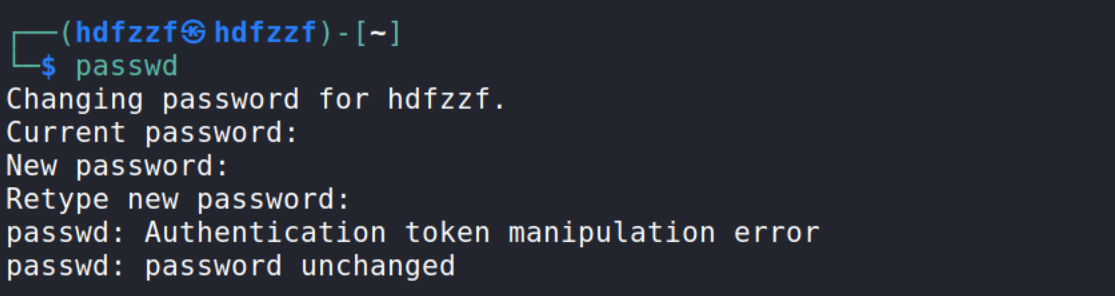 ┌──(hdfzzf㉿hdfzzf)-[~]
└─$ passwd
Changing password for hdfzzf.
Current password:
New password:
Retype new password:
passwd: Authentication token manipulation error
passwd: password unchanged